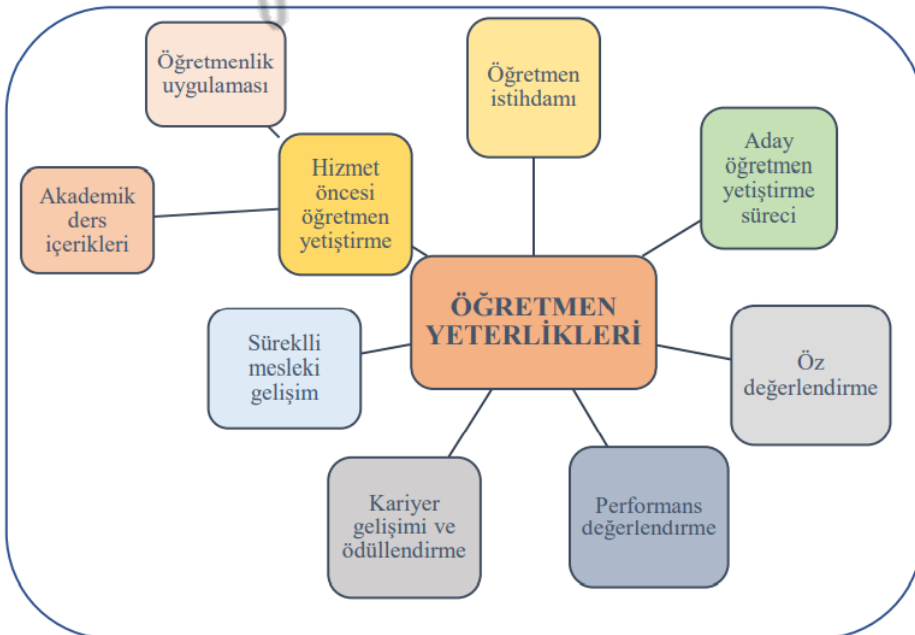 Öğretmenlik
uygulaması
Öğretmen
istihdamı
Aday
öğretmen
yetiştirme
süreci
Hizmet
öncesi
öğretmen
yetiştirme
Akademik
ders
içerikleri
ÖĞRETMEN
YETERLİKLERİ
Süreklli
mesleki
gelişim
Öz
değerlendirme
Kariyer
gelişimi ve
ödüllendirme
Performans
değerlendirme